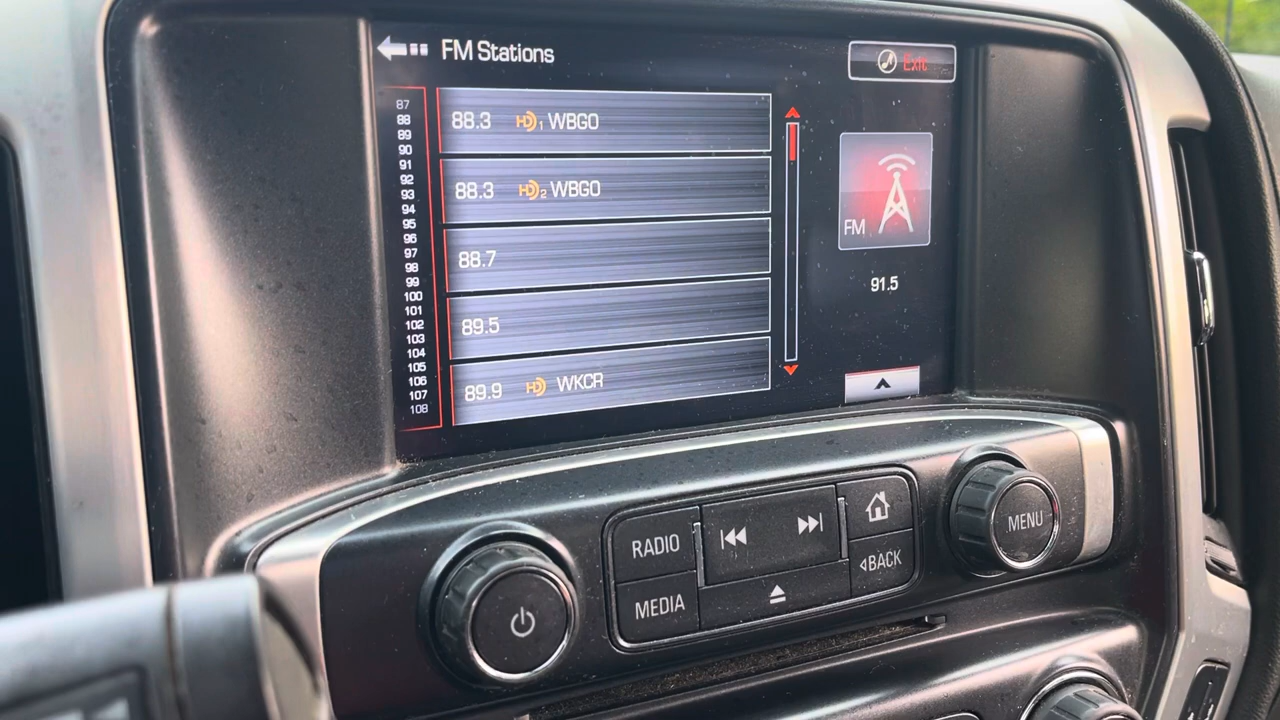 FM Stations
Exit
87
88
89
90
91
92
93
94
95
96
97
98
99
100
101
102
103
104
105
106
107
108
88.3 HD1 WBGO
88.3 HD2 WBGO
88.7
89.5
89.9 HD WKCR
FM
91.5
RADIO
MEDIA
BACK
MENU